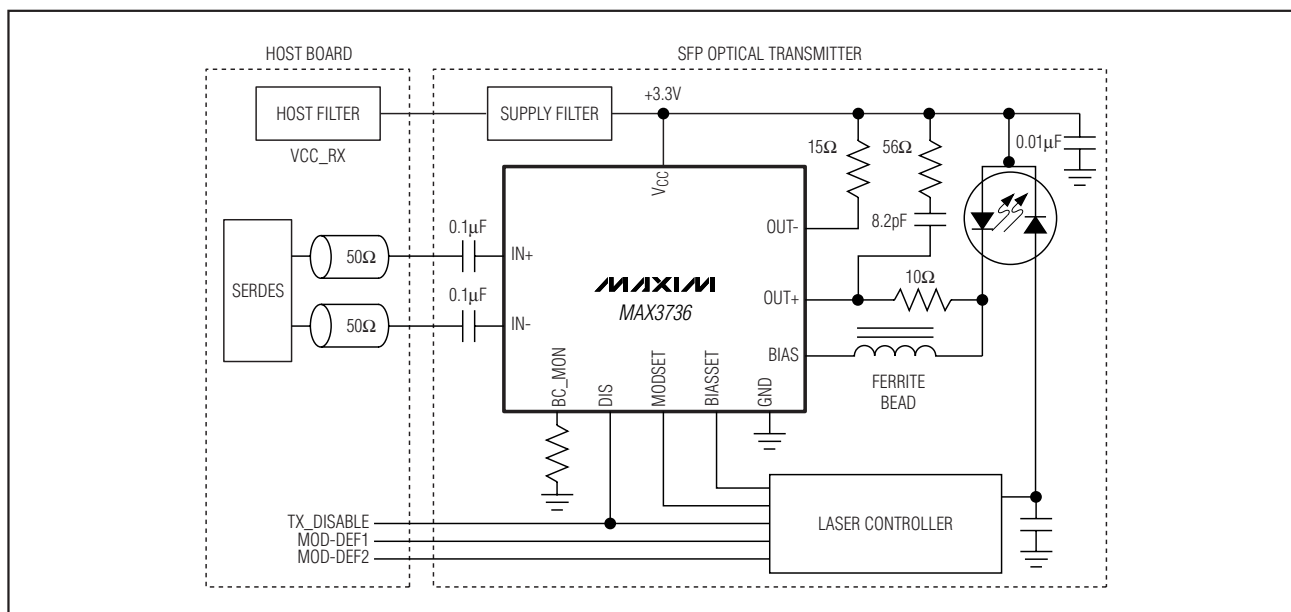 HOST BOARD
SFP OPTICAL TRANSMITTER
HOST FILTER
VCC_RX
SUPPLY FILTER
+3.3V
15Ω
56Ω
0.01μF
8.2pF
10Ω
VCC
OUT-
OUT+
BIAS
FERRITE
BEAD
SERDES
50Ω
50Ω
0.1μF
0.1μF
IN+
IN-
MAXIM
MAX3736
BC_MON
DIS
MODSET
BIASSET
GND
LASER CONTROLLER
TX_DISABLE
MOD-DEF1
MOD-DEF2